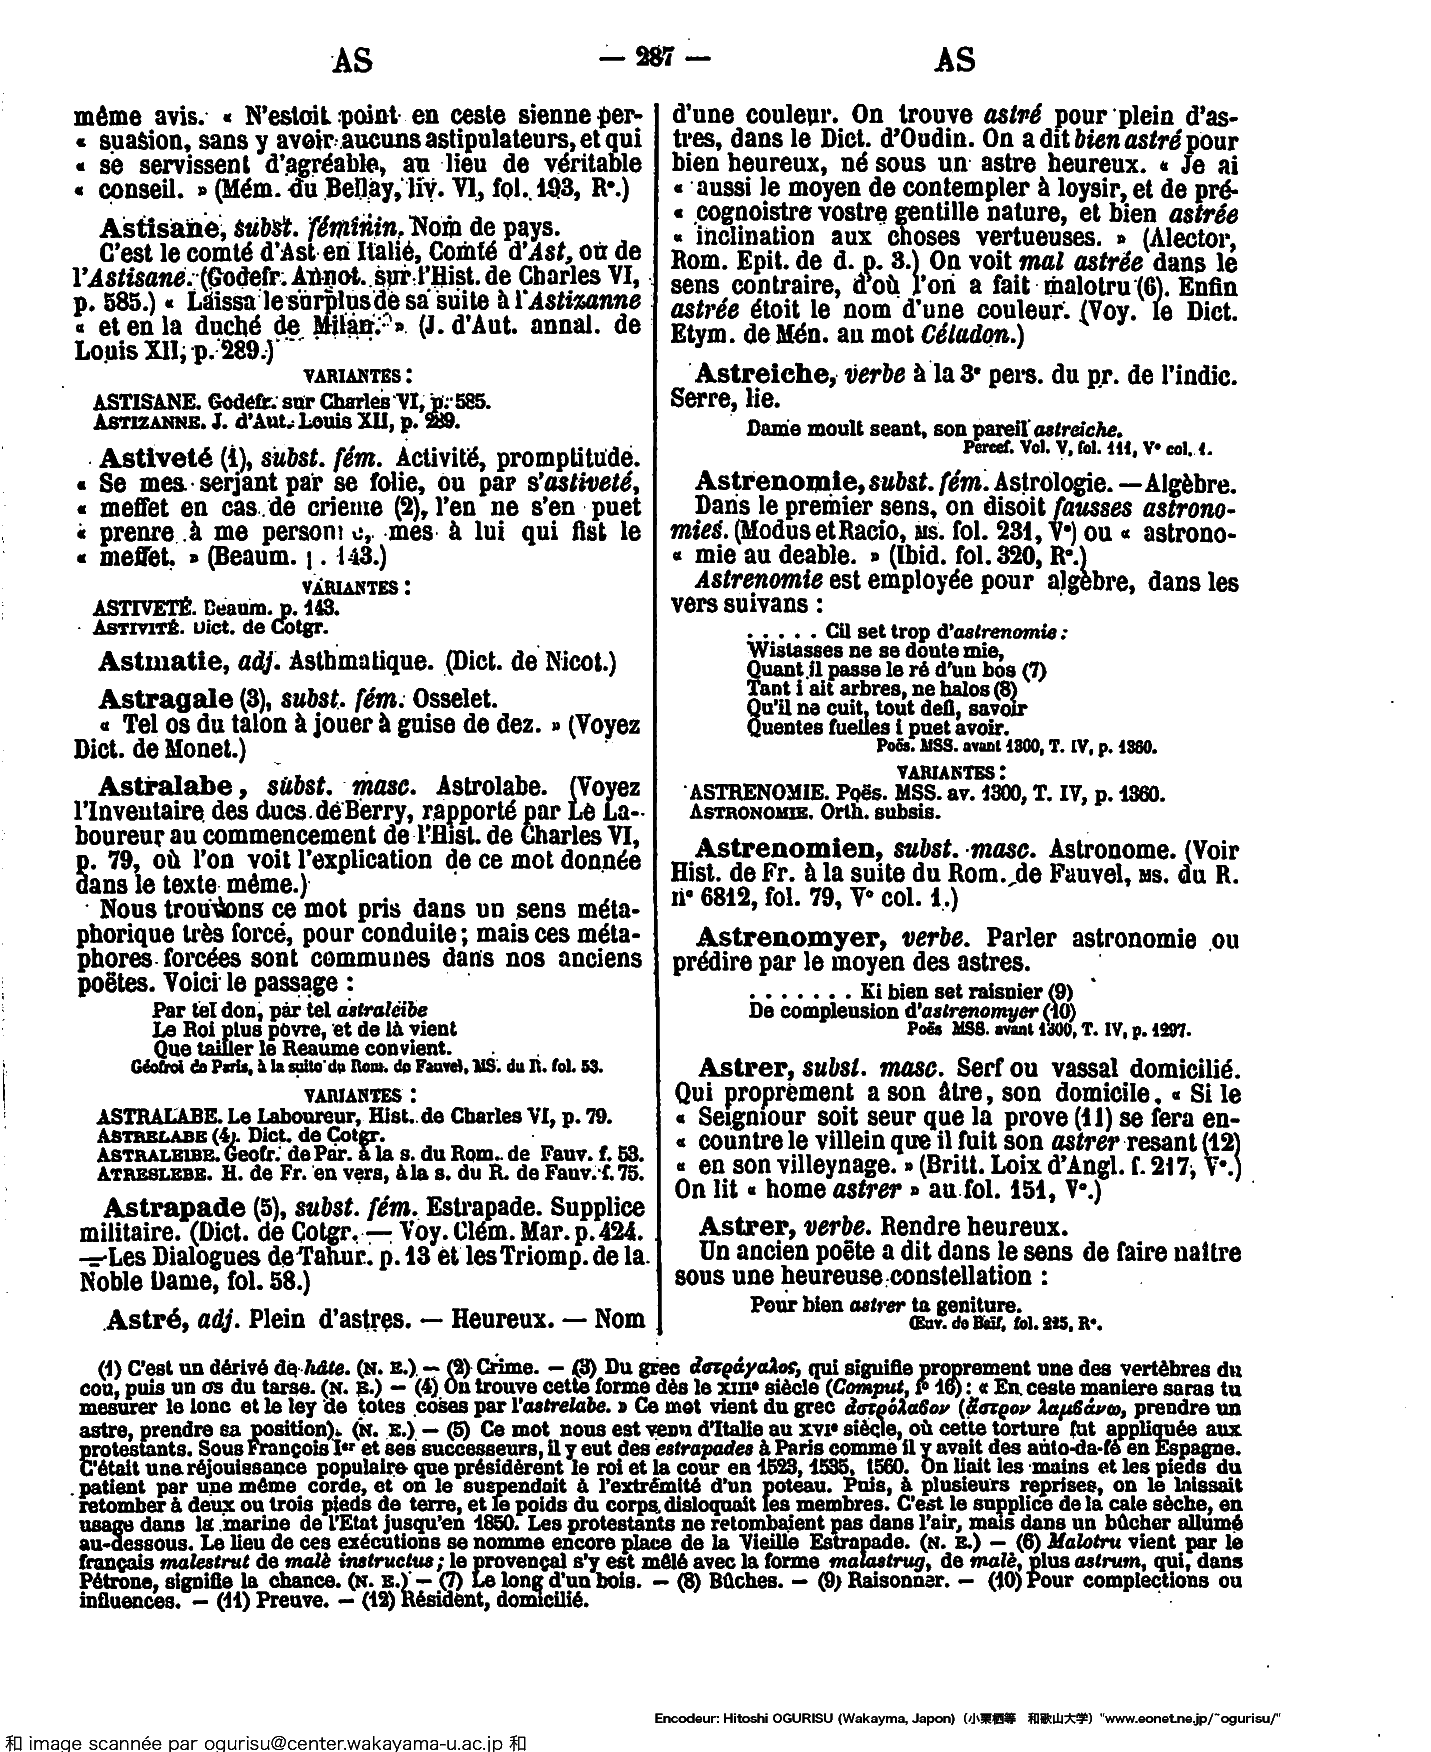 AS — 287 — AS
même avis. « N'estoit point en ceste sienne per-
« suasion, sans y avoir aucuns astipulateurs, et qui
« se servissent d'agréable, au lieu de véritable
« conseil. » (Mém. du Bellay, liv. VI, fol. 193, R°.)
Astisane, subst. féminin. Nom de pays.
C'est le comté d'Ast en Italie, Comté d'Ast, ou de
l'Astisane. (Godefr. Annot. sur l'Hist. de Charles VI,
p. 585.) « Laissa le surplus de sa suite à l'Astizanne
« et en la duché de Milan. » (J. d'Aut. annal. de
Louis XII, p. 289.)
VARIANTES :
ASTISANE. Godefr. sur Charles VI, p. 585.
ASTIZANNE. J. d'Aut. Louis XII, p. 289.
Astiveté (1), subst. fém. Activité, promptitude.
« Se mes serjant par se folie, ou par s'astiveté,
« meffet en cas de crieme (2), l'en ne s'en puet
« prenre à me persone, mes à lui qui fist le
« meffet. » (Beaum. p. 143.)
VARIANTES :
ASTIVETÉ. Beaum. p. 143.
ASTIVITÉ. Dict. de Cotgr.
Astmatie, adj. Asthmatique. (Dict. de Nicot.)
Astragale (3), subst. fém. Osselet.
« Tel os du talon à jouer à guise de dez. » (Voyez
Dict. de Monet.)
Astralabe, subst. masc. Astrolabe. (Voyez
l'Inventaire des ducs de Berry, rapporté par Le La-
boureur au commencement de l'Hist. de Charles VI,
p. 79, où l'on voit l'explication de ce mot donnée
dans le texte même.)
Nous trouvons ce mot pris dans un sens méta-
phorique très forcé, pour conduite ; mais ces méta-
phores forcées sont communes dans nos anciens
poëtes. Voici le passage :
Par tel don, par tel astraleibe
Le Roi plus povre, et de là vient
Que tailler le Reaume convient.
Géofroi de Paris, à la suite du Rom. de Fauvel, MS. du R. fol. 53.
VARIANTES :
ASTRALABE. Le Laboureur, Hist. de Charles VI, p. 79.
ASTRELABE (4). Dict. de Cotgr.
ASTRALEIBE. Geofr. de Par. à la s. du Rom. de Fauv. f. 53.
ATRESLEBE. H. de Fr. en vers, à la s. du R. de Fauv. f. 75.
Astrapade (5), subst. fém. Estrapade. Supplice
militaire. (Dict. de Cotgr. — Voy. Clém. Mar. p. 424.
— Les Dialogues de Tahur. p. 13 et les Triomp. de la
Noble Dame, fol. 58.)
Astré, adj. Plein d'astres. — Heureux. — Nom
d'une couleur. On trouve astré pour plein d'as-
tres, dans le Dict. d'Oudin. On a dit bien astré pour
bien heureux, né sous un astre heureux. « Je ai
« aussi le moyen de contempler à loysir, et de pré-
« cognoistre vostre gentille nature, et bien astrée
« inclination aux choses vertueuses. » (Alector,
Rom. Epit. de d. p. 3.) On voit mal astrée dans le
sens contraire, d'où l'on a fait malotru (6). Enfin
astrée étoit le nom d'une couleur. (Voy. le Dict.
Etym. de Mén. au mot Céladon.)
Astreiche, verbe à la 3e pers. du pr. de l'indic.
Serre, lie.
Dame moult seant, son pareil astreiche.
Percef. Vol. V, fol. 111, V° col. 1.
Astrenomie, subst. fém. Astrologie. — Algèbre.
Dans le premier sens, on disoit fausses astrono-
mies. (Modus et Racio, MS. fol. 231, V°) ou « astrono-
« mie au deable. » (Ibid. fol. 320, R°.)
Astrenomie est employée pour algèbre, dans les
vers suivans :
. . . . . Cil set trop d'astrenomie :
Wistasses ne se doute mie,
Quant il passe le ré d'un bos (7)
Tant i ait arbres, ne halos (8)
Qu'il ne cuit, tout defi, savoir
Quentes fuelles i puet avoir.
Poës. MSS. avant 1300, T. IV, p. 1360.
VARIANTES :
ASTRENOMIE. Poës. MSS. av. 1300, T. IV, p. 1360.
ASTRONOMIE. Orth. subsis.
Astrenomien, subst. masc. Astronome. (Voir
Hist. de Fr. à la suite du Rom. de Fauvel, MS. du R.
n° 6812, fol. 79, V° col. 1.)
Astrenomyer, verbe. Parler astronomie ou
prédire par le moyen des astres.
. . . . . . . Ki bien set raisnier (9)
De compleusion d'astrenomyer (10)
Poës MSS. avant 1300, T. IV, p. 1297.
Astrer, subst. masc. Serf ou vassal domicilié.
Qui proprement a son âtre, son domicile. « Si le
« Seigniour soit seur que la prove (11) se fera en-
« countre le villein que il fuit son astrer resant (12)
« en son villeynage. » (Britt. Loix d'Angl. f. 217, V°.)
On lit « home astrer » au fol. 151, V°.)
Astrer, verbe. Rendre heureux.
Un ancien poëte a dit dans le sens de faire naître
sous une heureuse constellation :
Pour bien astrer ta geniture.
Œuv. de Baïf, fol. 215, R°.
(1) C'est un dérivé de hâte. (N. E.) — (2) Crime. — (3) Du grec ἀστράγαλος, qui signifie proprement une des vertèbres du
cou, puis un os du tarse. (N. E.) — (4) On trouve cette forme dès le XIIIe siècle (Comput, f° 16) : « En ceste maniere saras tu
mesurer le lonc et le ley de totes coses par l'astrelabe. » Ce mot vient du grec ἀστρόλαβον (ἄστρον λαμβάνω, prendre un
astre, prendre sa position). (N. E.) — (5) Ce mot nous est venu d'Italie au XVIe siècle, où cette torture fut appliquée aux
protestants. Sous François Ier et ses successeurs, il y eut des estrapades à Paris comme il y avait des auto-da-fé en Espagne.
C'était une réjouissance populaire que présidèrent le roi et la cour en 1523, 1535, 1560. On liait les mains et les pieds du
patient par une même corde, et on le suspendait à l'extrémité d'un poteau. Puis, à plusieurs reprises, on le laissait
retomber à deux ou trois pieds de terre, et le poids du corps disloquait les membres. C'est le supplice de la cale sèche, en
usage dans la marine de l'Etat jusqu'en 1850. Les protestants ne retombaient pas dans l'air, mais dans un bûcher allumé
au-dessous. Le lieu de ces exécutions se nomme encore place de la Vieille Estrapade. (N. E.) — (6) Malotru vient par le
français malestrut de malè instructus ; le provençal s'y est mêlé avec la forme malastrug, de malè, plus astrum, qui, dans
Pétrone, signifie la chance. (N. E.) — (7) Le long d'un bois. — (8) Bûches. — (9) Raisonner. — (10) Pour complections ou
influences. — (11) Preuve. — (12) Résident, domicilié.
Encodeur: Hitoshi OGURISU (Wakayma, Japon) (小栗栖等 和歌山大学) "www.eonet.ne.jp/~ogurisu/"
和 image scannée par ogurisu@center.wakayama-u.ac.jp 和